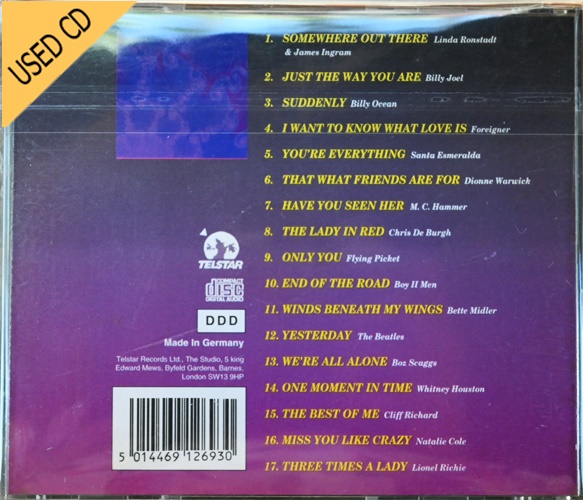 USED CD
1. SOMEWHERE OUT THERE Linda Ronstadt
& James Ingram
2. JUST THE WAY YOU ARE Billy Joel
3. SUDDENLY Billy Ocean
4. I WANT TO KNOW WHAT LOVE IS Foreigner
5. YOU'RE EVERYTHING Santa Esmeralda
6. THAT WHAT FRIENDS ARE FOR Dionne Warwick
7. HAVE YOU SEEN HER M. C. Hammer
8. THE LADY IN RED Chris De Burgh
9. ONLY YOU Flying Picket
10. END OF THE ROAD Boy II Men
11. WINDS BENEATH MY WINGS Bette Midler
12. YESTERDAY The Beatles
13. WE'RE ALL ALONE Boz Scaggs
14. ONE MOMENT IN TIME Whitney Houston
15. THE BEST OF ME Cliff Richard
16. MISS YOU LIKE CRAZY Natalie Cole
17. THREE TIMES A LADY Lionel Richie
TELSTAR
COMPACT
disc
DIGITAL AUDIO
DDD
Made In Germany
Telstar Records Ltd., The Studio, 5 king
Edward Mews, Byfeld Gardens, Barnes.
London SW13 9HP
5 014469 126930